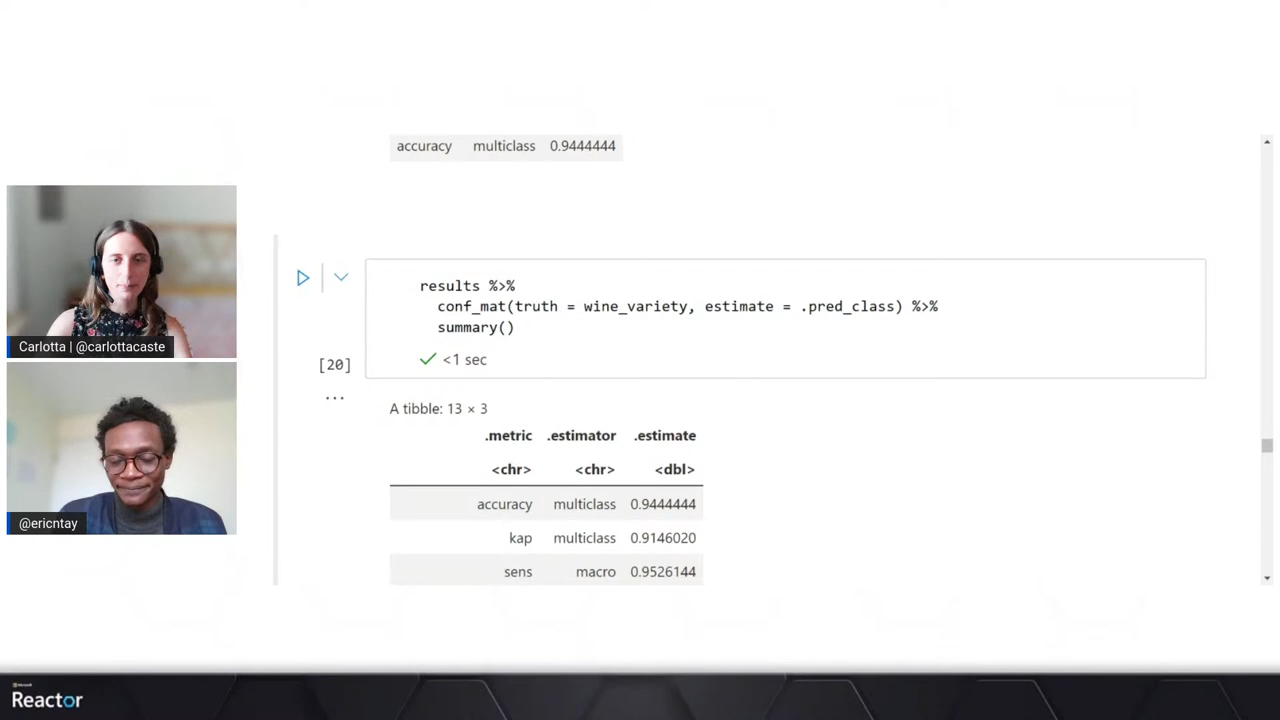 accuracy multiclass 0.9444444
results %>%
conf_mat(truth = wine_variety, estimate = .pred_class) %>%
summary()
<1 sec
[20]
...
A tibble: 13 × 3
.metric .estimator .estimate
<chr> <chr> <dbl>
accuracy multiclass 0.9444444
kap multiclass 0.9146020
sens macro 0.9526144
Carlotta | @carlottacaste
@ericntay
Microsoft
Reactor